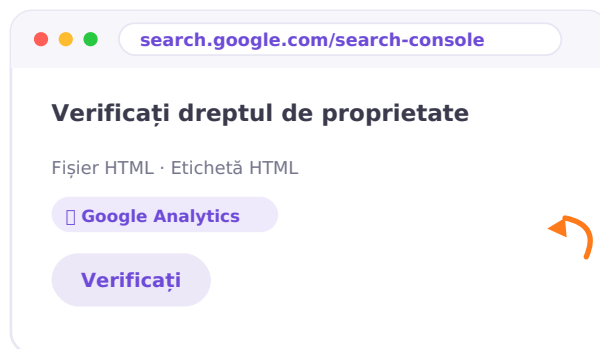 search.google.com/search-console
Verificați dreptul de proprietate
Fișier HTML · Etichetă HTML
Google Analytics
Verificați